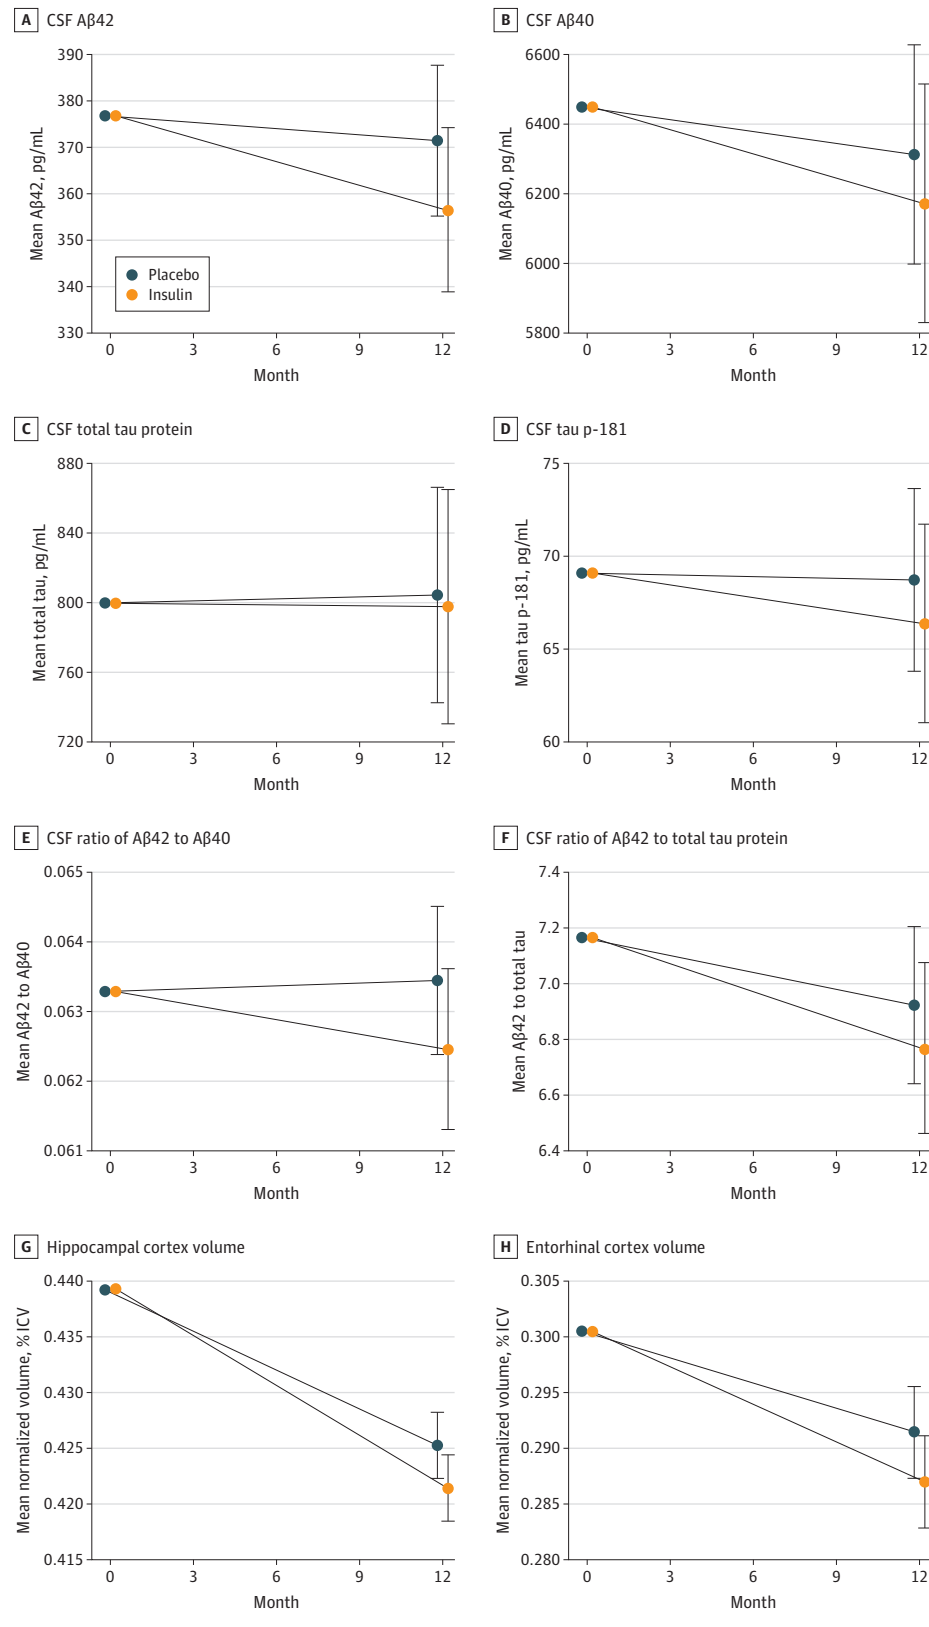 A CSF Aβ42
Mean Aβ42, pg/mL
390
380
370
360
350
340
330
Placebo
Insulin
0 3 6 9 12
Month
B CSF Aβ40
Mean Aβ40, pg/mL
6600
6400
6200
6000
5800
0 3 6 9 12
Month
C CSF total tau protein
Mean total tau, pg/mL
880
840
800
760
720
0 3 6 9 12
Month
D CSF tau p-181
Mean tau p-181, pg/mL
75
70
65
60
0 3 6 9 12
Month
E CSF ratio of Aβ42 to Aβ40
Mean Aβ42 to Aβ40
0.065
0.064
0.063
0.062
0.061
0 3 6 9 12
Month
F CSF ratio of Aβ42 to total tau protein
Mean Aβ42 to total tau
7.4
7.2
7.0
6.8
6.6
6.4
0 3 6 9 12
Month
G Hippocampal cortex volume
Mean normalized volume, % ICV
0.440
0.435
0.430
0.425
0.420
0.415
0 3 6 9 12
Month
H Entorhinal cortex volume
Mean normalized volume, % ICV
0.305
0.300
0.295
0.290
0.285
0.280
0 3 6 9 12
Month